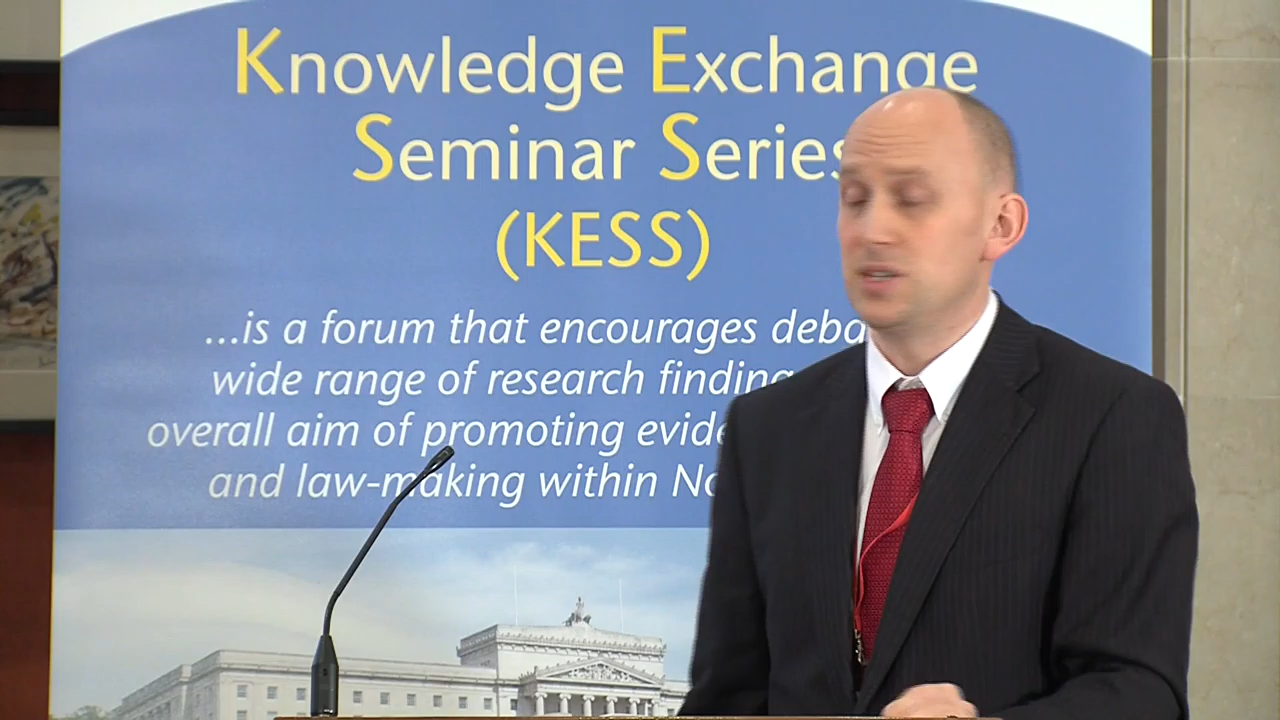 Knowledge Exchange
Seminar Series
(KESS)
...is a forum that encourages deba
wide range of research finding
overall aim of promoting evide
and law-making within No